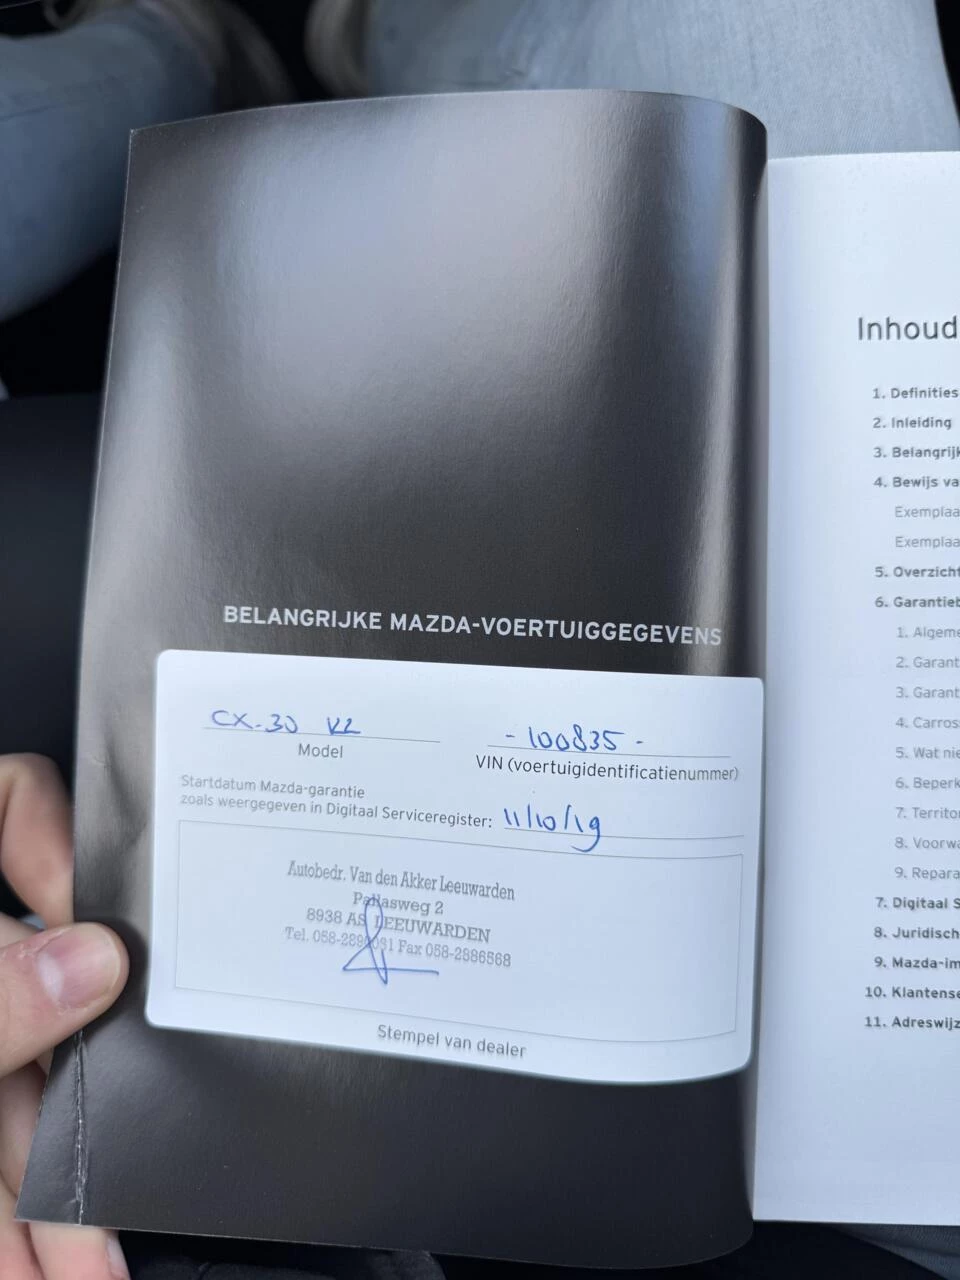 BELANGRIJKE MAZDA-VOERTUIGGEGEVENS
CX-30
Model
- 100835 -
VIN (voertuigidentificatienummer)
Startdatum Mazda-garantie
zoals weergegeven in Digitaal Serviceregister: 11/10/19
Autobedr. Van den Akker Leeuwarden
Pallasweg 2
8938 AS LEEUWARDEN
Tel. Fax 058-2886568
Stempel van dealer
Inhoud
1. Definities
2. Inleiding
3. Belangrijk
4. Bewijs va
Exemplaa
Exemplaa
5. Overzicht
6. Garantieb
1. Algeme
2. Garant
3. Garant
4. Carros
5. Wat nie
6. Beperk
7. Territo
8. Voorwa
9. Repara
7. Digitaal S
8. Juridisch
9. Mazda-im
10. Klantense
11. Adreswijz